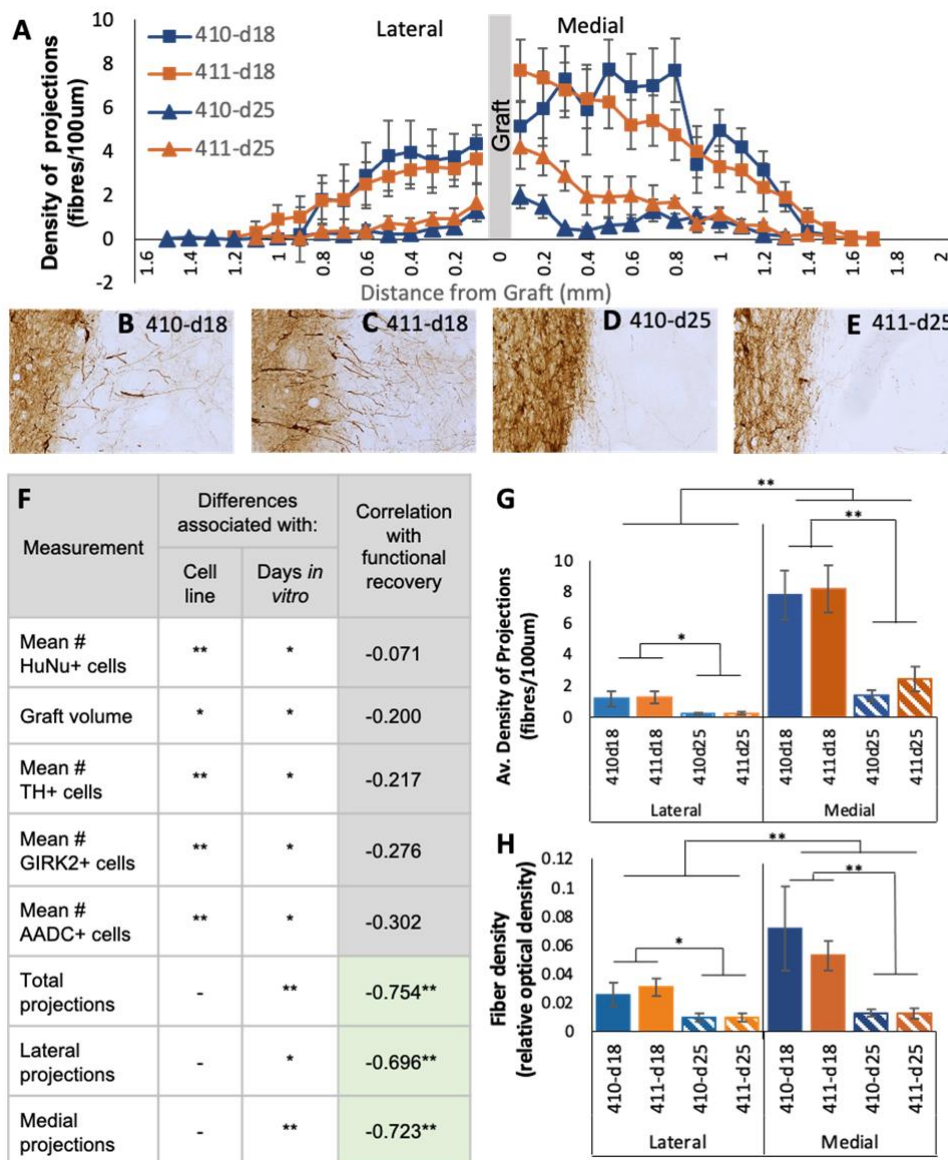 A
Lateral
Medial
410-d18
411-d18
410-d25
411-d25
Graft
Density of projections
(fibres/100um)
10
8
6
4
2
0
-2
1.6
1.4
1.2
1
0.8
0.6
0.4
0.2
0
0.2
0.4
0.6
0.8
1.0
1.2
1.4
1.6
1.8
2
Distance from Graft (mm)
B 410-d18
C 411-d18
D 410-d25
E 411-d25
F
Measurement
Differences
associated with:
Correlation
with
functional
recovery
Cell
line
Days in
vitro
Mean #
HuNu+ cells
** * -0.071
Graft volume * * -0.200
Mean #
TH+ cells
** * -0.217
Mean #
GIRK2+ cells
** * -0.276
Mean #
AADC+ cells
** * -0.302
Total
projections
- ** -0.754**
Lateral
projections
- * -0.696**
Medial
projections
- ** -0.723**
G
**
**
*
Av. Density of Projections
(fibres/100um)
10
8
6
4
2
0
410d18
411d18
410d25
411d25
410d18
411d18
410d25
411d25
Lateral
Medial
H
**
**
*
Fiber density
(relative optical density)
0.12
0.1
0.08
0.06
0.04
0.02
0
410-d18
411-d18
410-d25
411-d25
410-d18
411-d18
410-d25
411-d25
Lateral
Medial